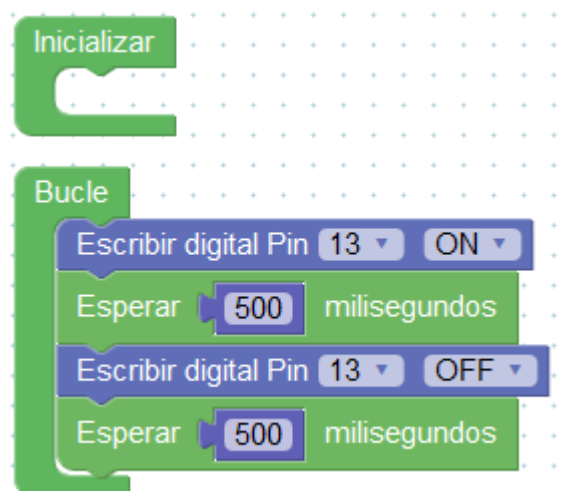 Inicializar
Bucle
Escribir digital Pin 13 ON
Esperar 500 milisegundos
Escribir digital Pin 13 OFF
Esperar 500 milisegundos